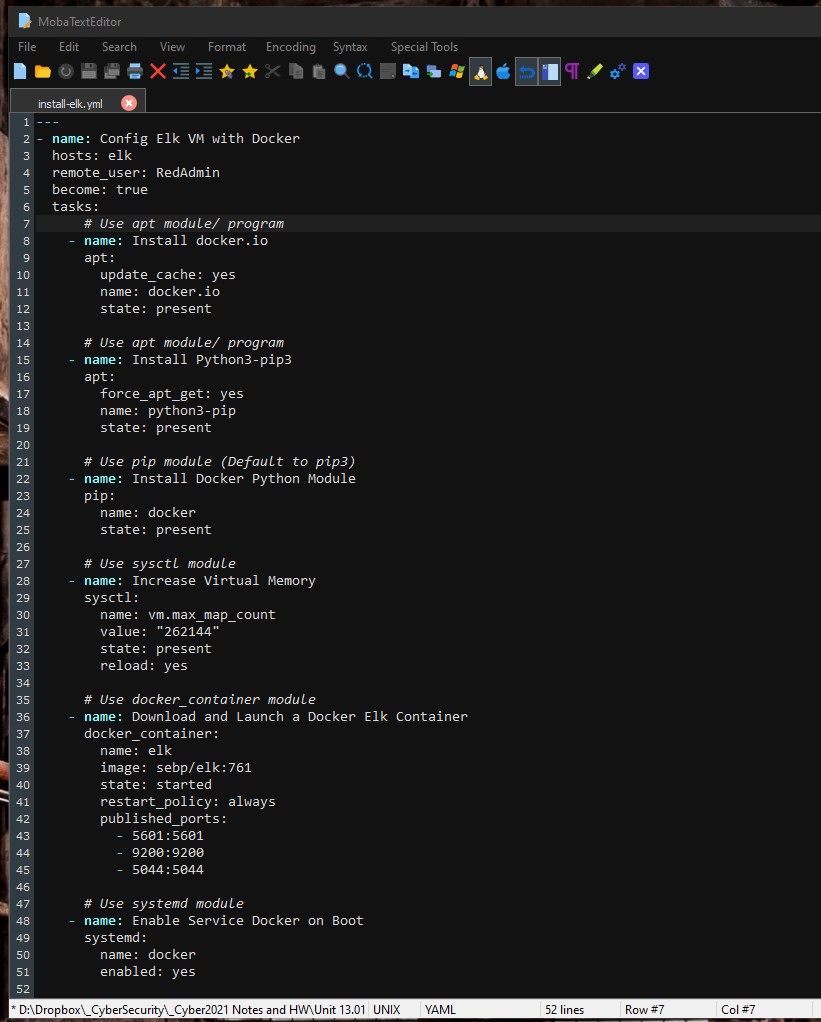 MobaTextEditor
File Edit Search View Format Encoding Syntax Special Tools
install-elk.yml
1 ---
2 - name: Config Elk VM with Docker
3   hosts: elk
4   remote_user: RedAdmin
5   become: true
6   tasks:
7       # Use apt module/ program
8     - name: Install docker.io
9       apt:
10         update_cache: yes
11         name: docker.io
12         state: present
13
14       # Use apt module/ program
15     - name: Install Python3-pip3
16       apt:
17         force_apt_get: yes
18         name: python3-pip
19         state: present
20
21       # Use pip module (Default to pip3)
22     - name: Install Docker Python Module
23       pip:
24         name: docker
25         state: present
26
27       # Use sysctl module
28     - name: Increase Virtual Memory
29       sysctl:
30         name: vm.max_map_count
31         value: "262144"
32         state: present
33         reload: yes
34
35       # Use docker_container module
36     - name: Download and Launch a Docker Elk Container
37       docker_container:
38         name: elk
39         image: sebp/elk:761
40         state: started
41         restart_policy: always
42         published_ports:
43           - 5601:5601
44           - 9200:9200
45           - 5044:5044
46
47       # Use systemd module
48     - name: Enable Service Docker on Boot
49       systemd:
50         name: docker
51         enabled: yes
52
* D:\Dropbox\_CyberSecurity\_Cyber2021 Notes and HW\Unit 13.01 UNIX YAML 52 lines Row #7 Col #7